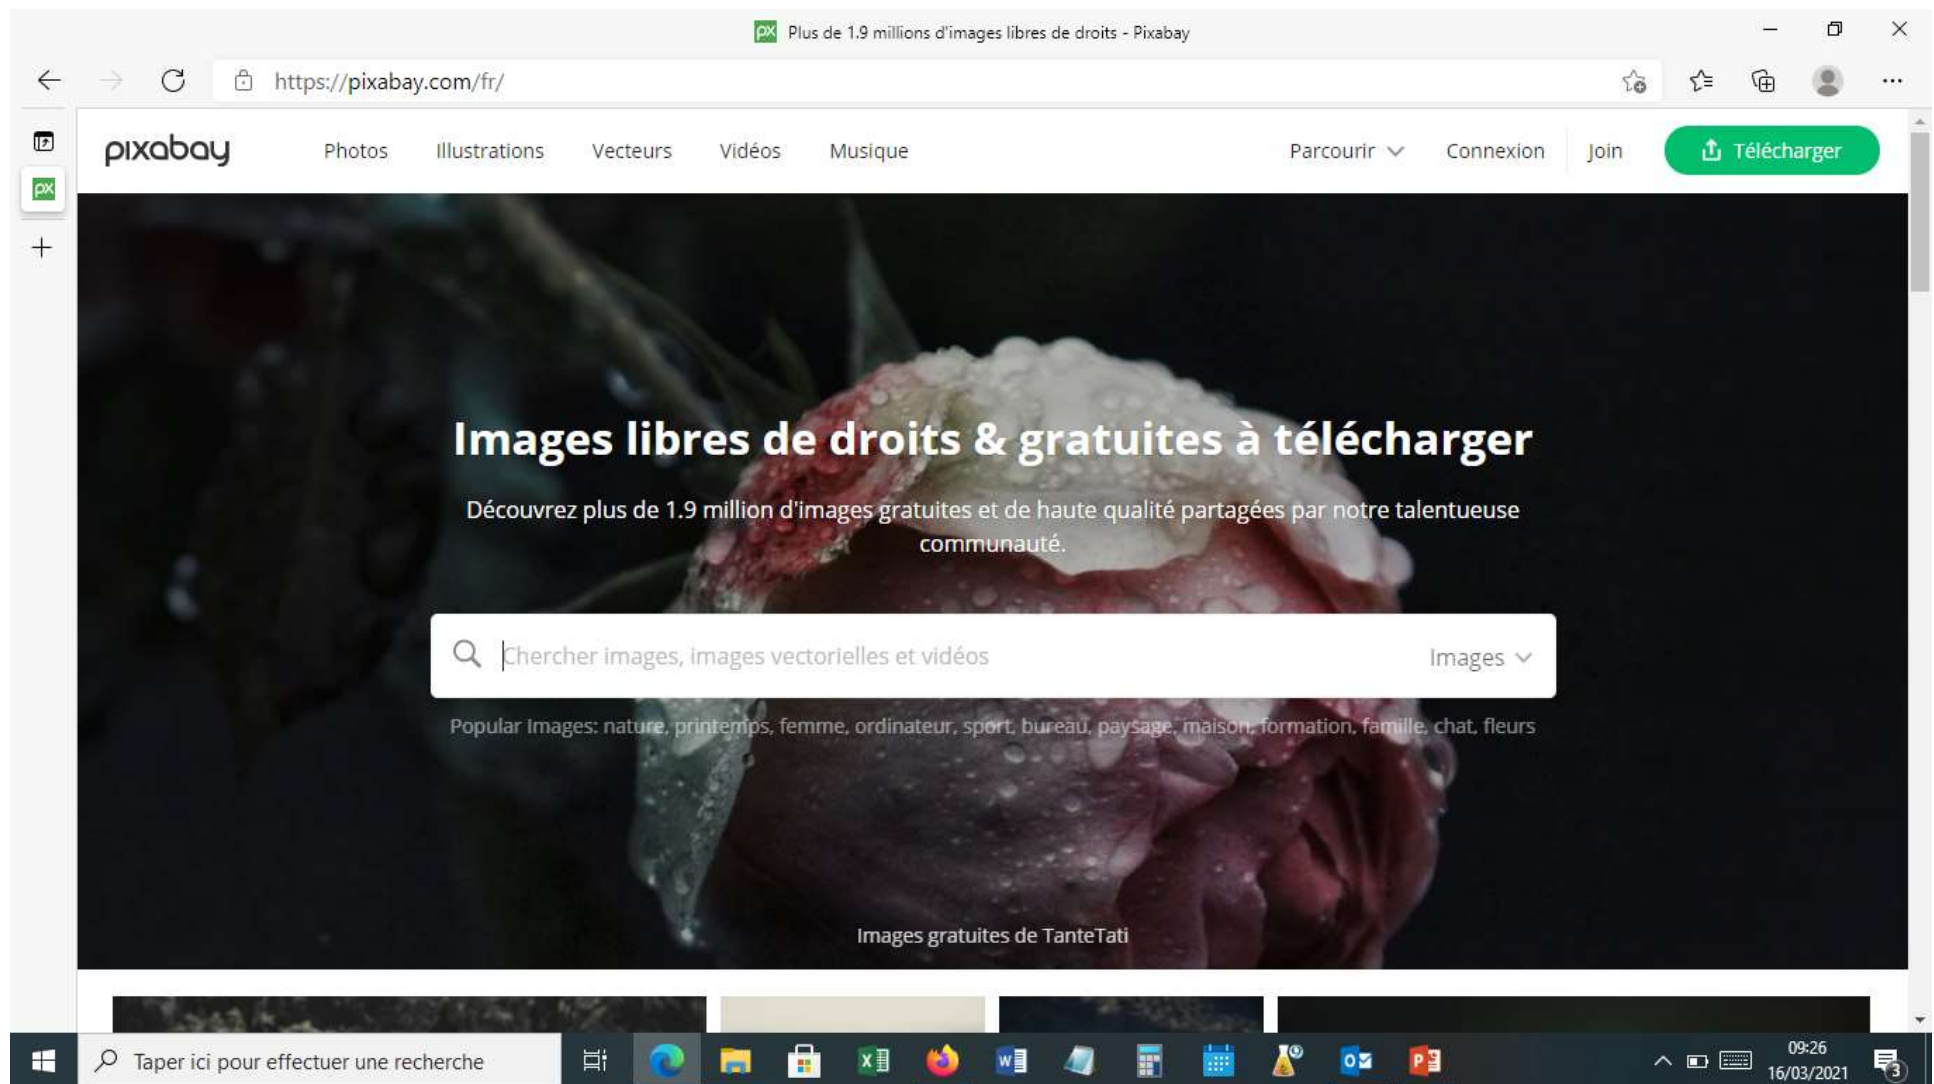 px Plus de 1.9 millions d'images libres de droits - Pixabay
https://pixabay.com/fr/
pixabay Photos Illustrations Vecteurs Vidéos Musique Parcourir Connexion Join Télécharger
px
Images libres de droits & gratuites à télécharger
Découvrez plus de 1.9 million d'images gratuites et de haute qualité partagées par notre talentueuse
communauté.
Chercher images, images vectorielles et vidéos Images
Popular Images: nature, printemps, femme, ordinateur, sport, bureau, paysage, maison, formation, famille, chat, fleurs
Images gratuites de TanteTati
Taper ici pour effectuer une recherche
09:26
16/03/2021
3